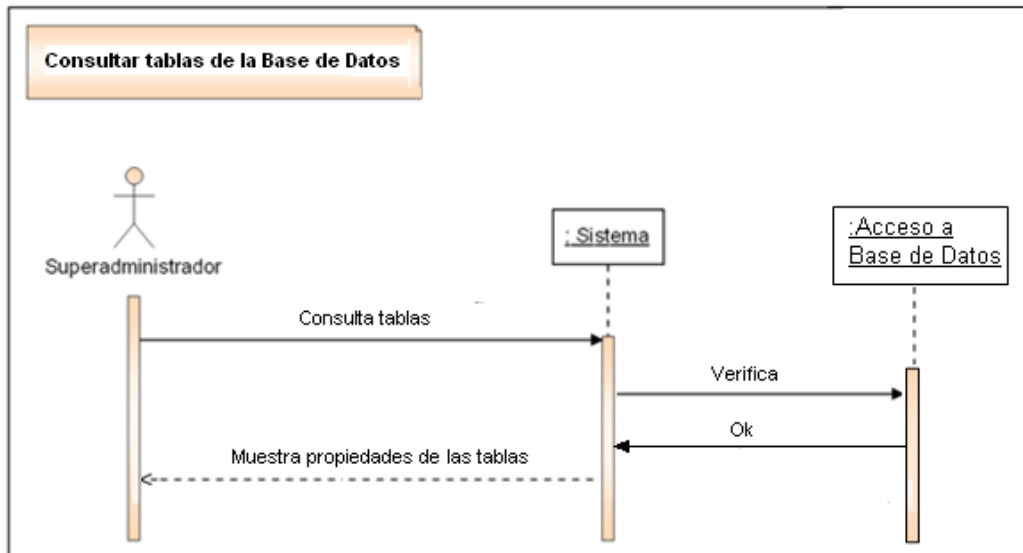 Consultar tablas de la Base de Datos
Superadministrador
: Sistema
:Acceso a
Base de Datos
Consulta tablas
Verifica
Ok
Muestra propiedades de las tablas